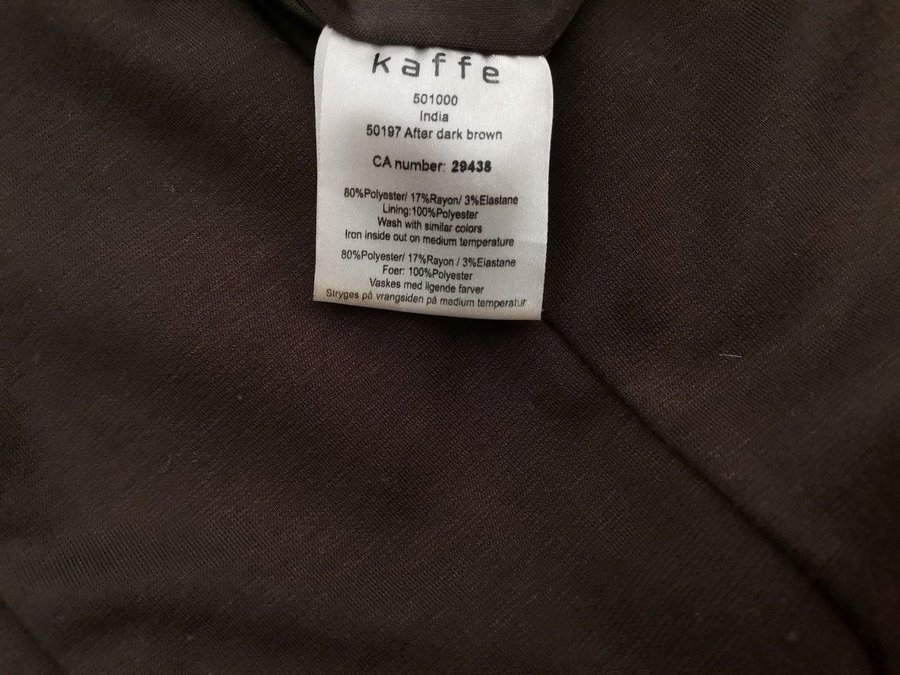 kaffe
501000
India
50197 After dark brown
CA number: 29438
80%Polyester/ 17%Rayon/ 3%Elastane
Lining:100%Polyester
Wash with similar colors
Iron inside out on medium temperature
80%Polyester/ 17%Rayon / 3%Elastane
Foer: 100%Polyester
Vaskes med ligende farver
Stryges på vrangsiden på medium temperatur